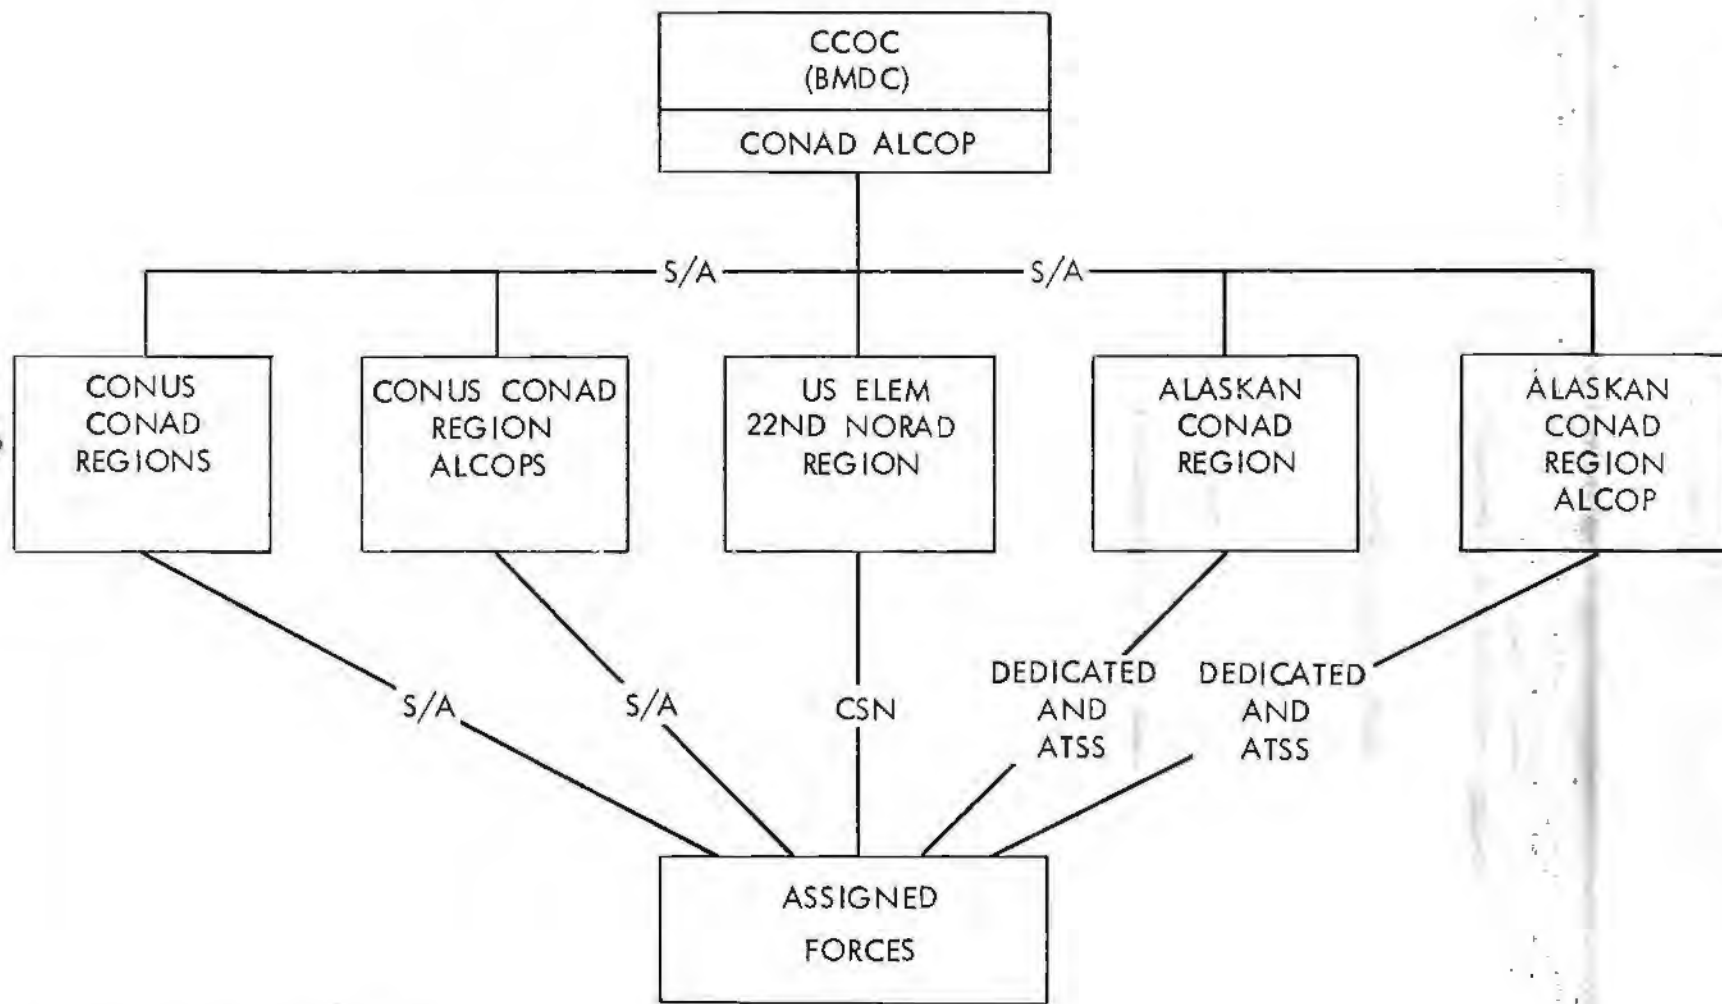 CCOC
(BMDC)
CONAD ALCOP
S/A
S/A
CONUS
CONAD
REGIONS
CONUS CONAD
REGION
ALCOPS
US ELEM
22ND NORAD
REGION
ALASKAN
CONAD
REGION
ALASKAN
CONAD
REGION
ALCOP
S/A
S/A
CSN
DEDICATED
AND
ATSS
DEDICATED
AND
ATSS
ASSIGNED
FORCES